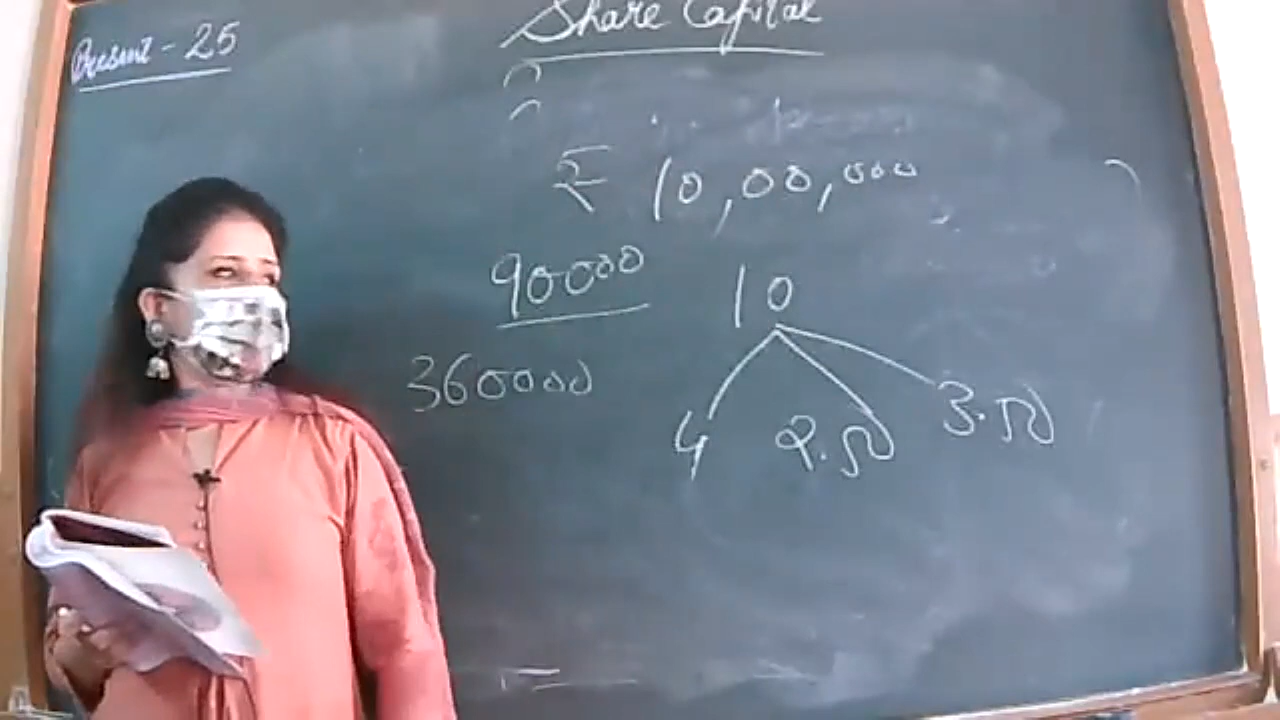 Present - 25
Share Capital
₹ 10,00,000
90000
10
360000
4 2.50 3.50